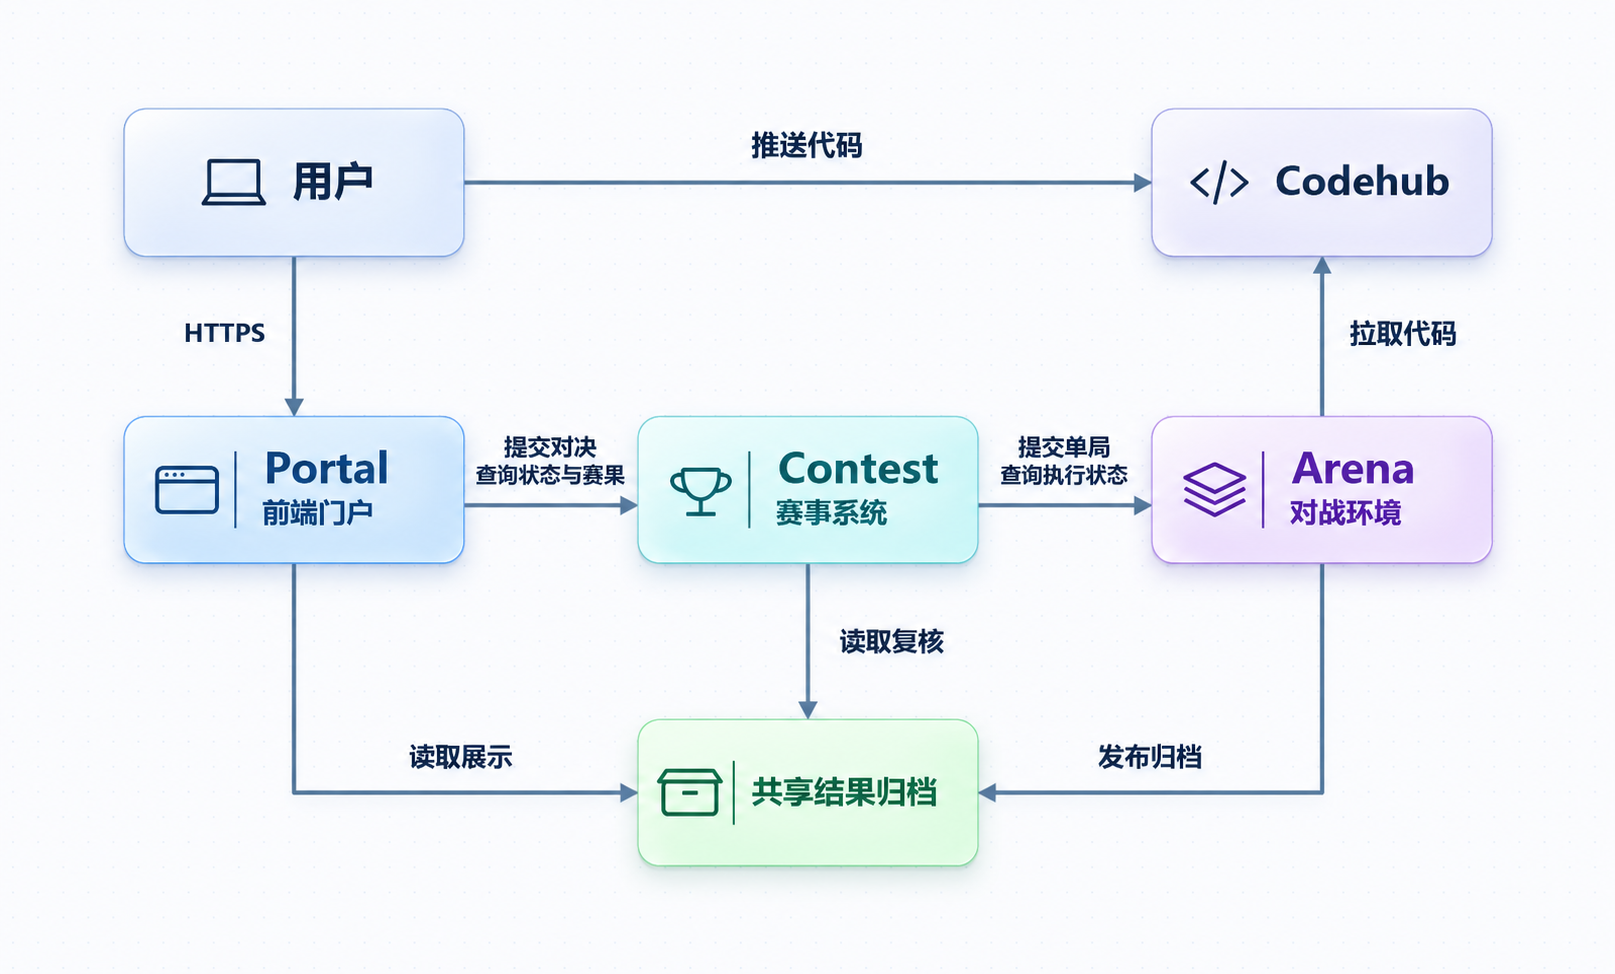 推送代码
用户
Codehub
HTTPS
拉取代码
Portal
前端门户
提交对决
查询状态与赛果
Contest
赛事系统
提交单局
查询执行状态
Arena
对战环境
读取复核
读取展示
发布归档
共享结果归档